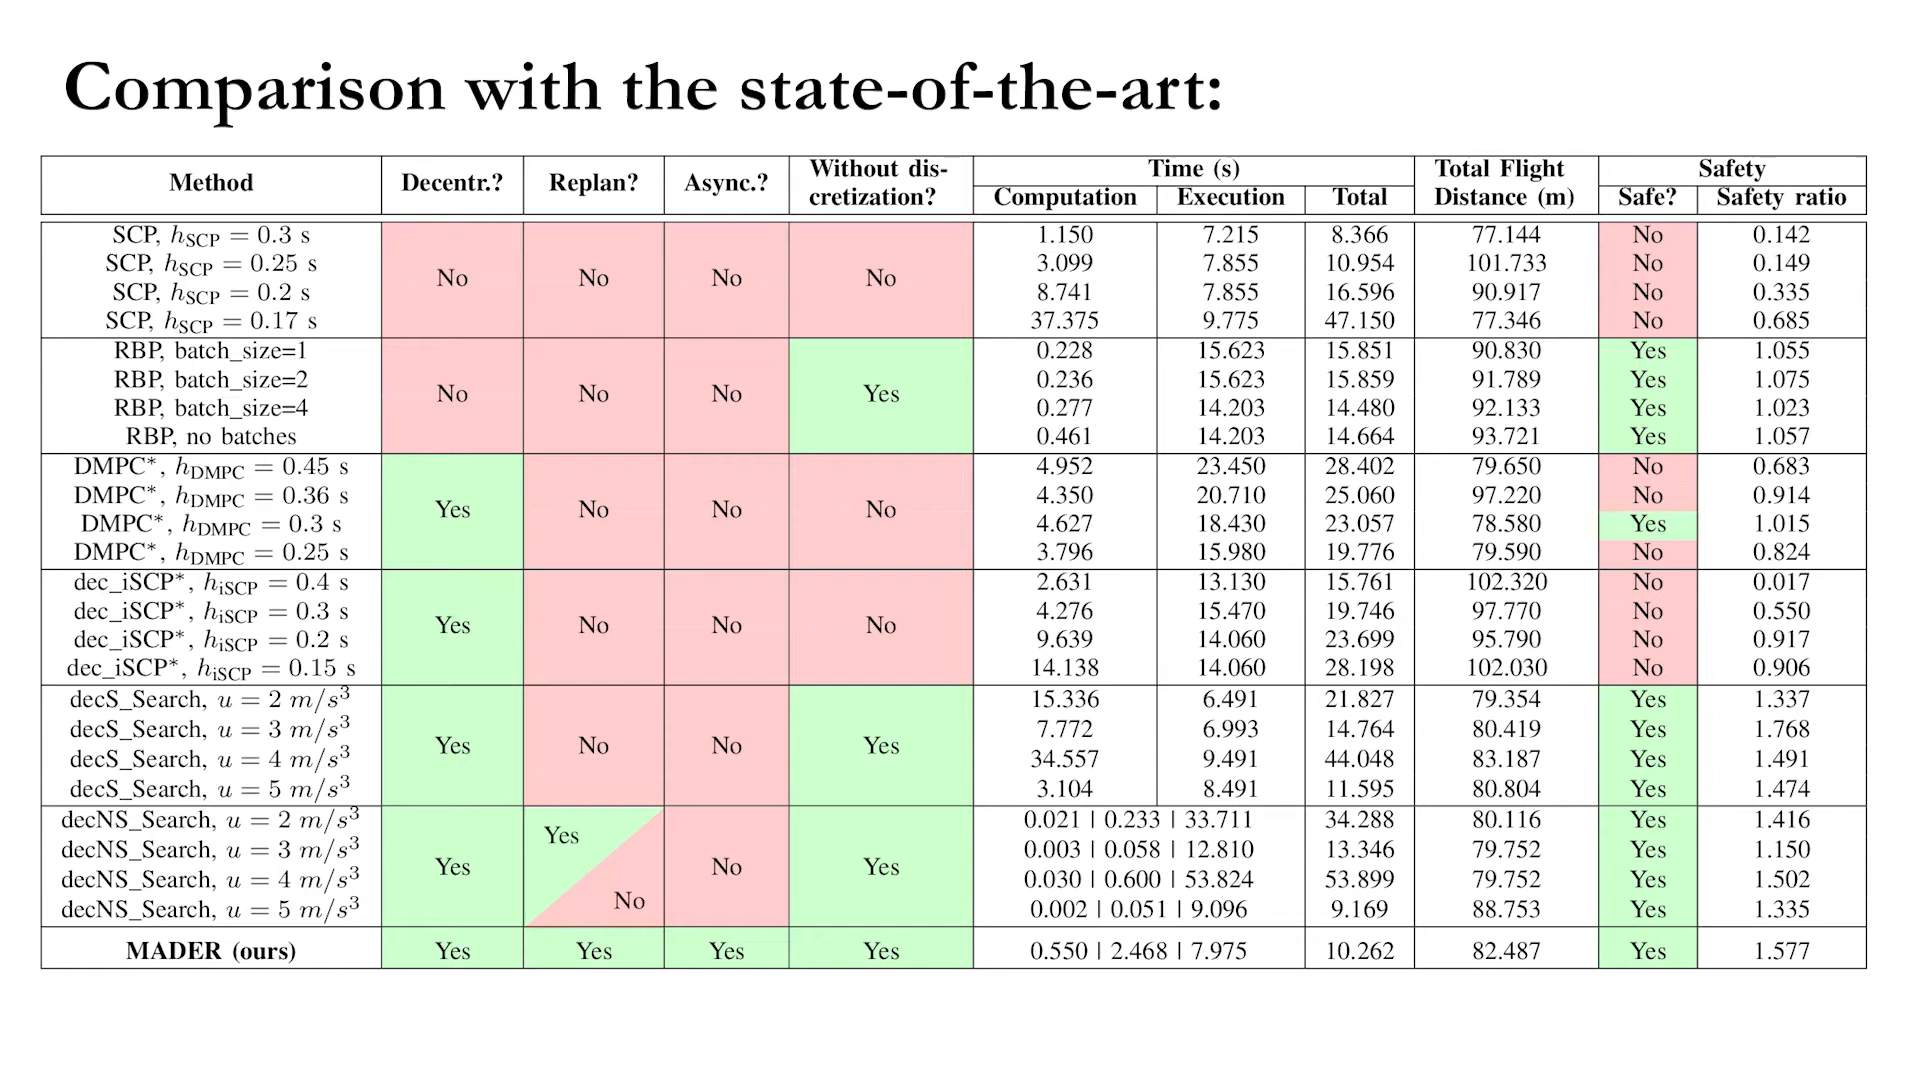 Comparison with the state-of-the-art:
Method Decentr.? Replan? Async.? Without dis- Time (s) Total Flight Safety
cretization? Computation Execution Total Distance (m) Safe? Safety ratio
SCP, hSCP = 0.3 s 1.150 7.215 8.366 77.144 No 0.142
SCP, hSCP = 0.25 s 3.099 7.855 10.954 101.733 No 0.149
No No No No
SCP, hSCP = 0.2 s 8.741 7.855 16.596 90.917 No 0.335
SCP, hSCP = 0.17 s 37.375 9.775 47.150 77.346 No 0.685
RBP, batch_size=1 0.228 15.623 15.851 90.830 Yes 1.055
RBP, batch_size=2 0.236 15.623 15.859 91.789 Yes 1.075
No No No Yes
RBP, batch_size=4 0.277 14.203 14.480 92.133 Yes 1.023
RBP, no batches 0.461 14.203 14.664 93.721 Yes 1.057
DMPC*, hDMPC = 0.45 s 4.952 23.450 28.402 79.650 No 0.683
DMPC*, hDMPC = 0.36 s 4.350 20.710 25.060 97.220 No 0.914
Yes No No No
DMPC*, hDMPC = 0.3 s 4.627 18.430 23.057 78.580 Yes 1.015
DMPC*, hDMPC = 0.25 s 3.796 15.980 19.776 79.590 No 0.824
dec_iSCP*, hiSCP = 0.4 s 2.631 13.130 15.761 102.320 No 0.017
dec_iSCP*, hiSCP = 0.3 s 4.276 15.470 19.746 97.770 No 0.550
Yes No No No
dec_iSCP*, hiSCP = 0.2 s 9.639 14.060 23.699 95.790 No 0.917
dec_iSCP*, hiSCP = 0.15 s 14.138 14.060 28.198 102.030 No 0.906
decS_Search, u = 2 m/s³ 15.336 6.491 21.827 79.354 Yes 1.337
decS_Search, u = 3 m/s³ 7.772 6.993 14.764 80.419 Yes 1.768
Yes No No Yes
decS_Search, u = 4 m/s³ 34.557 9.491 44.048 83.187 Yes 1.491
decS_Search, u = 5 m/s³ 3.104 8.491 11.595 80.804 Yes 1.474
decNS_Search, u = 2 m/s³ 0.021 | 0.233 | 33.711 34.288 80.116 Yes 1.416
Yes
decNS_Search, u = 3 m/s³ 0.003 | 0.058 | 12.810 13.346 79.752 Yes 1.150
Yes No Yes
decNS_Search, u = 4 m/s³ 0.030 | 0.600 | 53.824 53.899 79.752 Yes 1.502
No
decNS_Search, u = 5 m/s³ 0.002 | 0.051 | 9.096 9.169 88.753 Yes 1.335
MADER (ours) Yes Yes Yes Yes 0.550 | 2.468 | 7.975 10.262 82.487 Yes 1.577